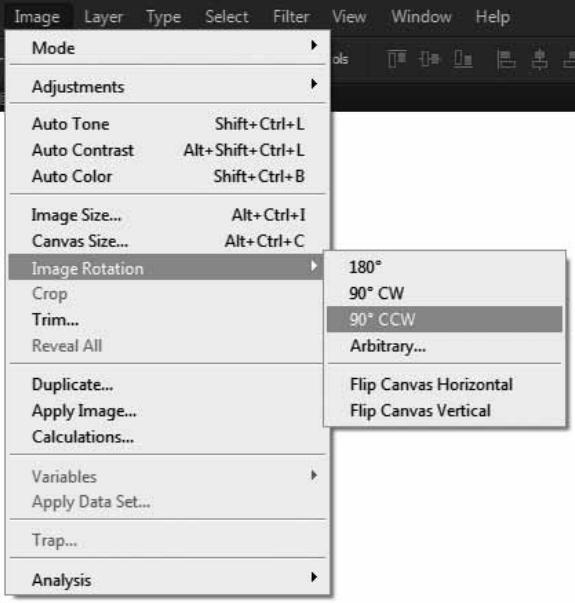 Image Layer Type Select Filter View Window Help
ols
Mode
Adjustments
Auto Tone Shift+Ctrl+L
Auto Contrast Alt+Shift+Ctrl+L
Auto Color Shift+Ctrl+B
Image Size... Alt+Ctrl+I
Canvas Size... Alt+Ctrl+C
Image Rotation
Crop
Trim...
Reveal All
Duplicate...
Apply Image...
Calculations...
Variables
Apply Data Set...
Trap...
Analysis
180°
90° CW
90° CCW
Arbitrary...
Flip Canvas Horizontal
Flip Canvas Vertical